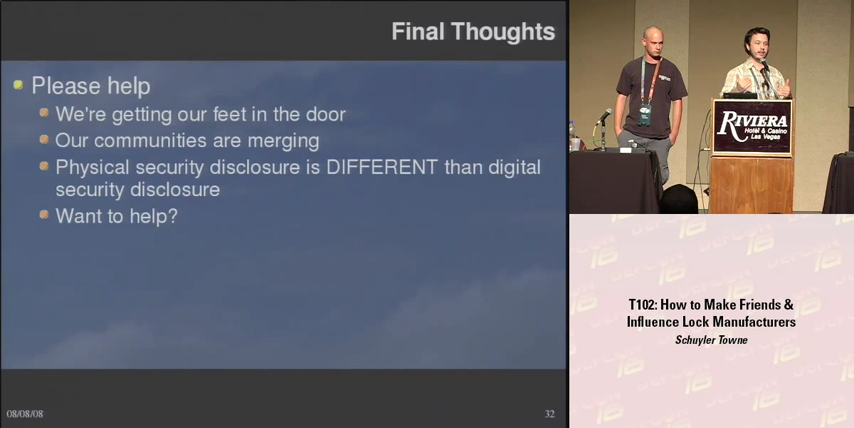 Final Thoughts
Please help
We're getting our feet in the door
Our communities are merging
Physical security disclosure is DIFFERENT than digital
security disclosure
Want to help?
08/08/08
32
RIVIERA
Hotel & Casino
Las Vegas
T102: How to Make Friends &
Influence Lock Manufacturers
Schuyler Towne